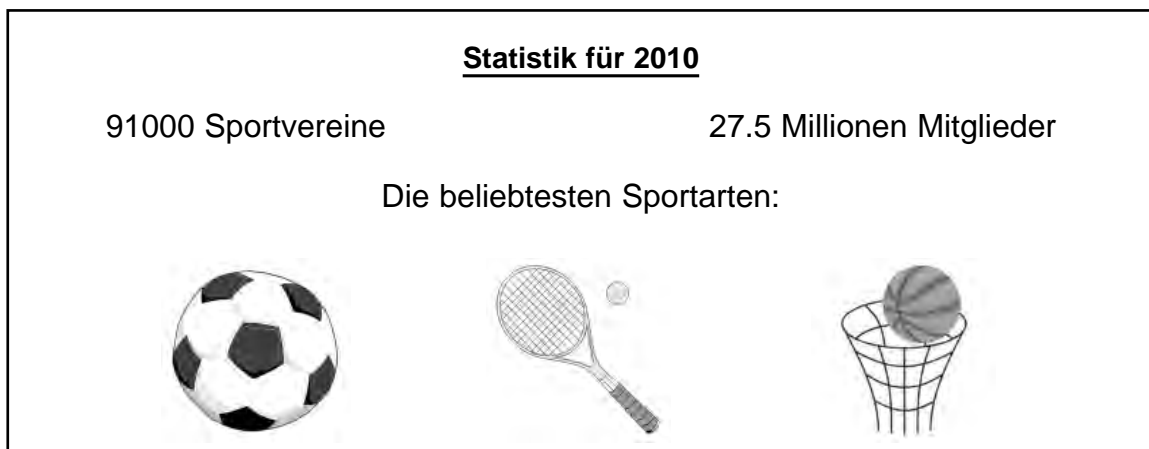 Statistik für 2010
91000 Sportvereine 27.5 Millionen Mitglieder
Die beliebtesten Sportarten: